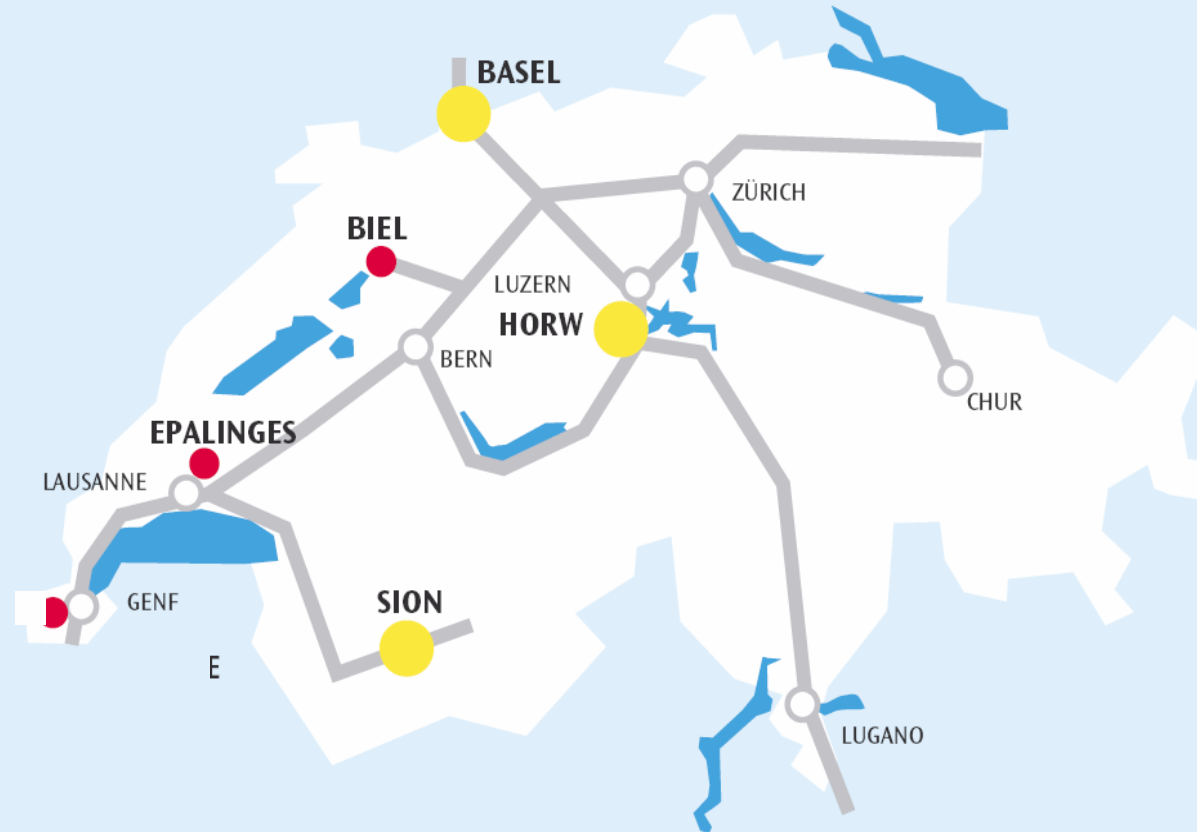 BASEL
ZÜRICH
BIEL
LUZERN
HORW
BERN
CHUR
EPALINGES
LAUSANNE
GENF
SION
E
LUGANO